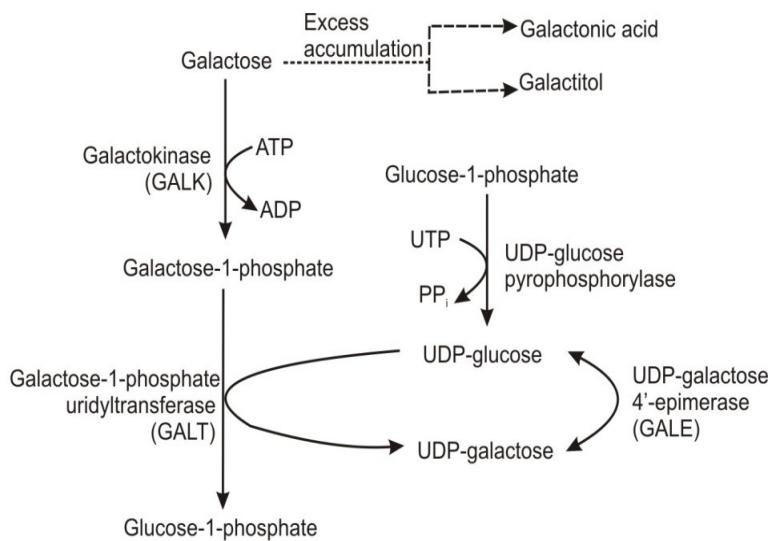 Excess
accumulation
Galactonic acid
Galactose
Galactitol
Galactokinase
(GALK)
ATP
ADP
Glucose-1-phosphate
UTP
UDP-glucose
pyrophosphorylase
PPi
Galactose-1-phosphate
UDP-glucose
Galactose-1-phosphate
uridyltransferase
(GALT)
UDP-galactose
4'-epimerase
(GALE)
UDP-galactose
Glucose-1-phosphate